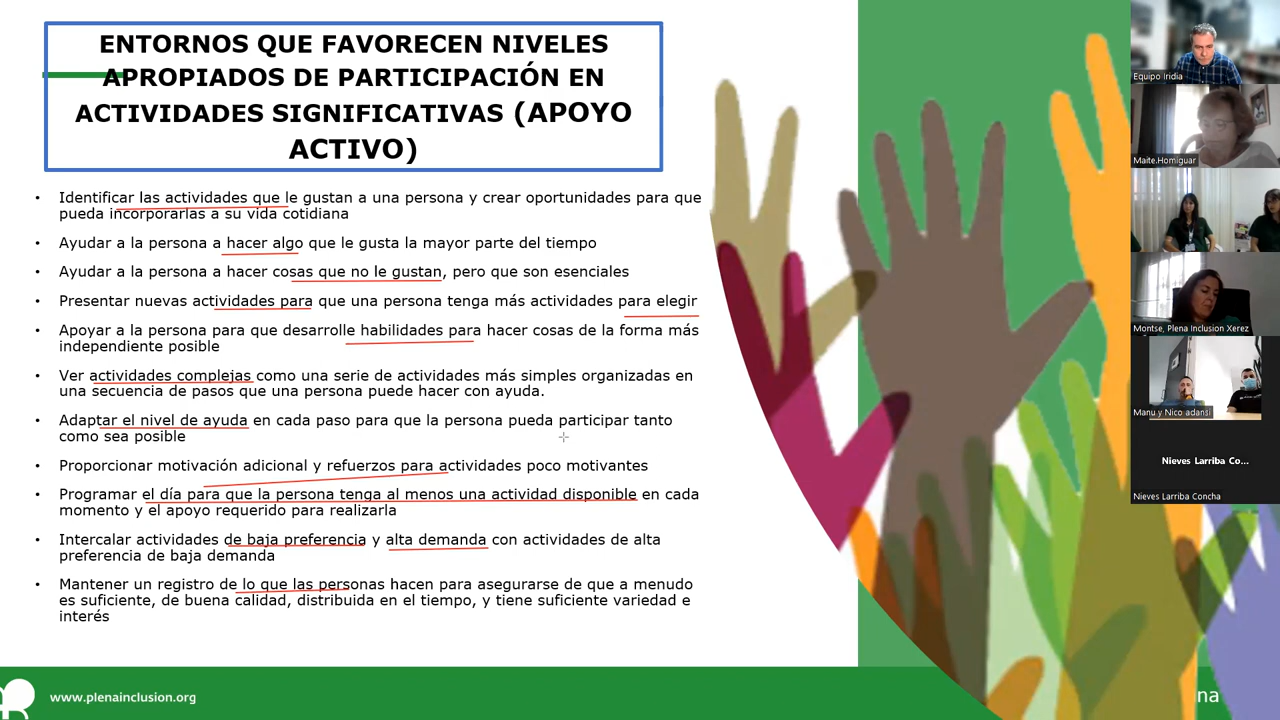 ENTORNOS QUE FAVORECEN NIVELES
APROPIADOS DE PARTICIPACIÓN EN
ACTIVIDADES SIGNIFICATIVAS (APOYO
ACTIVO)
• Identificar las actividades que le gustan a una persona y crear oportunidades para que
pueda incorporarlas a su vida cotidiana
• Ayudar a la persona a hacer algo que le gusta la mayor parte del tiempo
• Ayudar a la persona a hacer cosas que no le gustan, pero que son esenciales
• Presentar nuevas actividades para que una persona tenga más actividades para elegir
• Apoyar a la persona para que desarrolle habilidades para hacer cosas de la forma más
independiente posible
• Ver actividades complejas como una serie de actividades más simples organizadas en
una secuencia de pasos que una persona puede hacer con ayuda.
• Adaptar el nivel de ayuda en cada paso para que la persona pueda participar tanto
como sea posible
• Proporcionar motivación adicional y refuerzos para actividades poco motivantes
• Programar el día para que la persona tenga al menos una actividad disponible en cada
momento y el apoyo requerido para realizarla
• Intercalar actividades de baja preferencia y alta demanda con actividades de alta
preferencia de baja demanda
• Mantener un registro de lo que las personas hacen para asegurarse de que a menudo
es suficiente, de buena calidad, distribuida en el tiempo, y tiene suficiente variedad e
interés
www.plenainclusion.org
na
Equipo Iridia
Maite.Horniguar
Montse, Plena Inclusion Xerez
Manu y Nico adansi
Nieves Larriba Co...
Nieves Larriba Concha